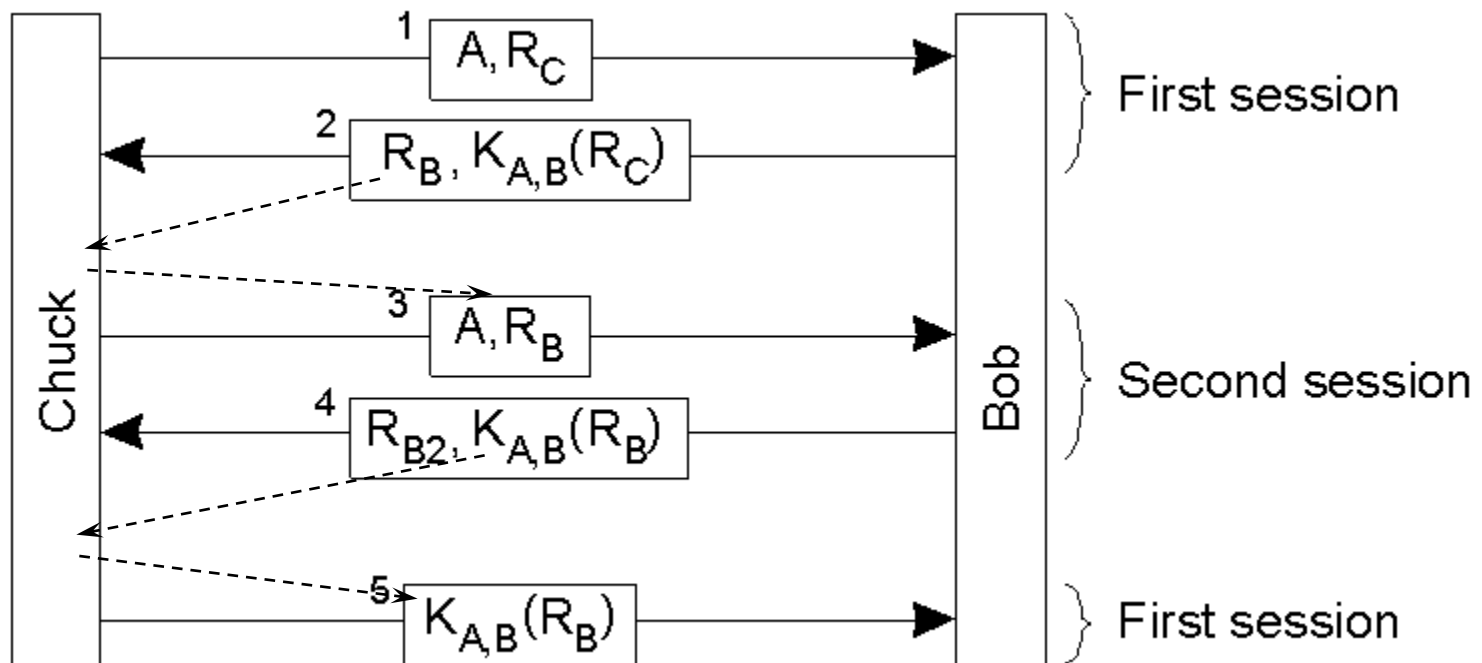 1
A, R_C
First session
2
R_B, K_A,B(R_C)
Chuck
3
A, R_B
Bob
Second session
4
R_B2, K_A,B(R_B)
5
K_A,B(R_B)
First session